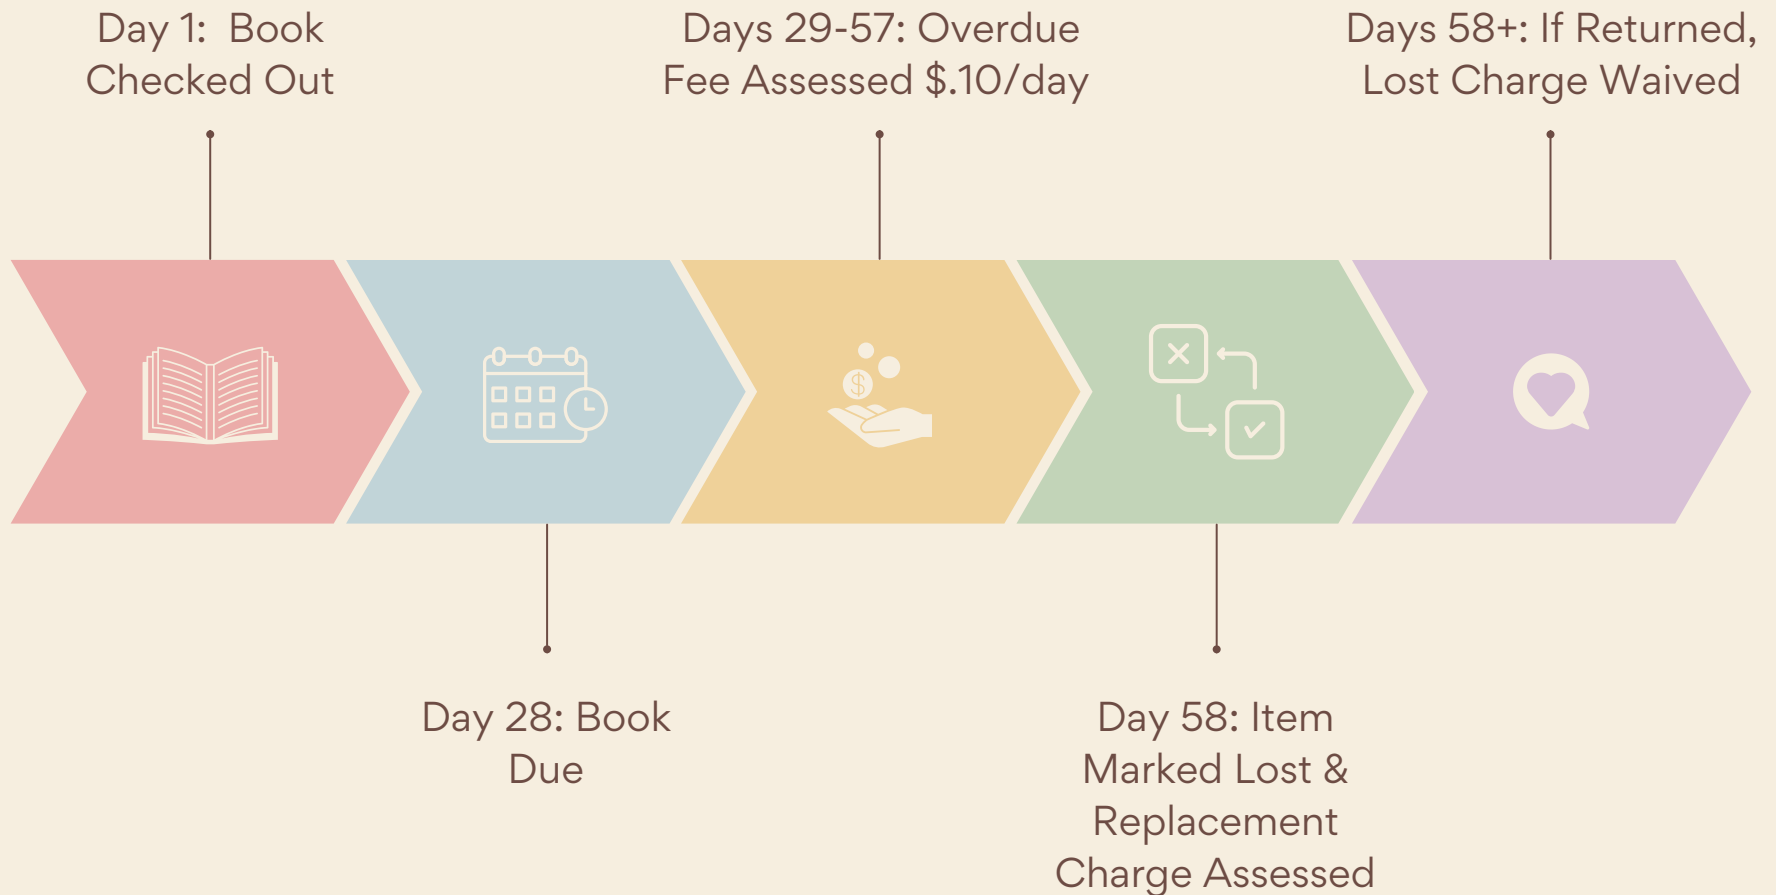 Day 1: Book
Checked Out
Day 28: Book
Due
Days 29-57: Overdue
Fee Assessed $.10/day
$
Day 58: Item
Marked Lost &
Replacement
Charge Assessed
Days 58+: If Returned,
Lost Charge Waived